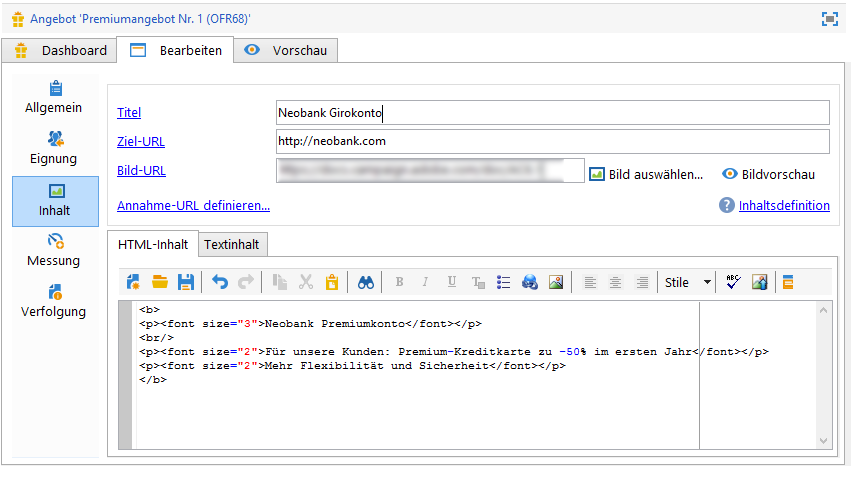 Angebot 'Premiumangebot Nr. 1 (OFR68)'
Dashboard Bearbeiten Vorschau
Allgemein
Eignung
Inhalt
Messung
Verfolgung
Titel Neobank Girokonto
Ziel-URL http://neobank.com
Bild-URL Bild auswählen... Bildvorschau
Annahme-URL definieren... Inhaltsdefinition
HTML-Inhalt Textinhalt
B I U Stile ABC
<b>
<p><font size="3">Neobank Premiumkonto</font></p>
<br/>
<p><font size="2">Für unsere Kunden: Premium-Kreditkarte zu -50% im ersten Jahr</font></p>
<p><font size="2">Mehr Flexibilität und Sicherheit</font></p>
</b>